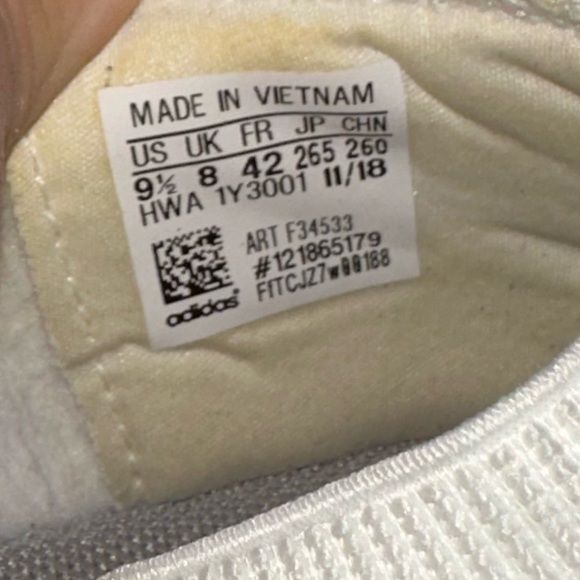 MADE IN VIETNAM
US UK FR JP CHN
9½ 8 42 265 260
HWA 1Y3001 11/18
ART F34533
#121865179
FITCJZ7w00188
adidas